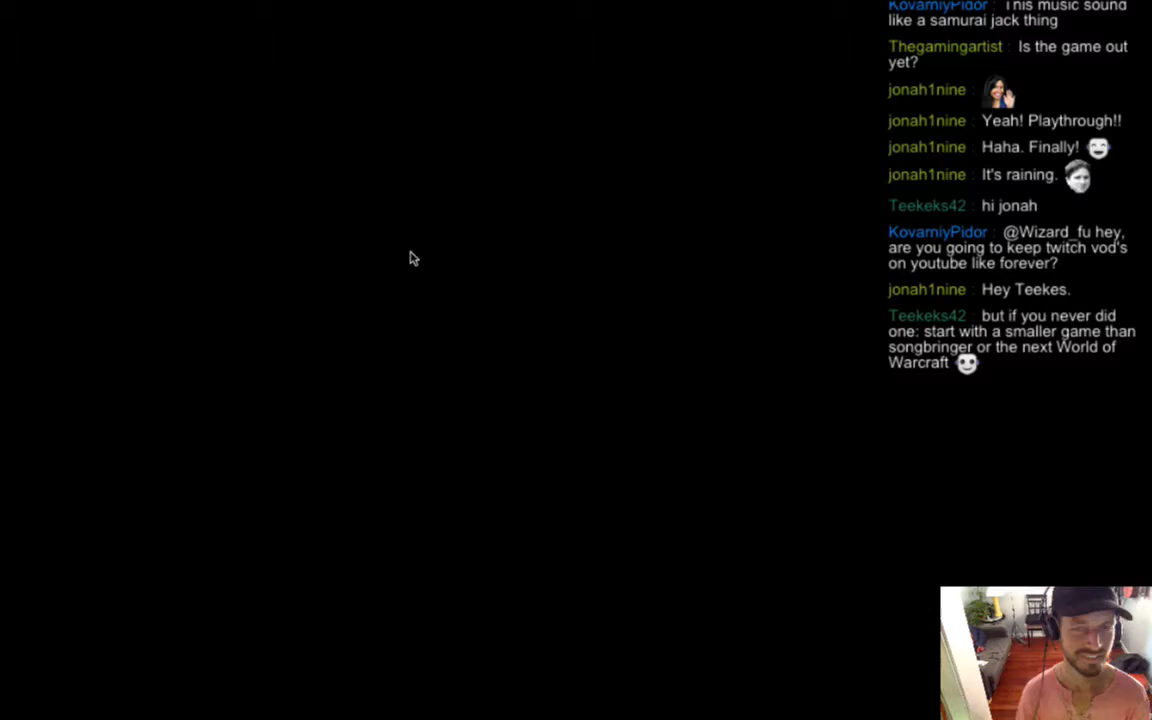 KovarniyPidor : This music sound
like a samurai jack thing
Thegamingartist : Is the game out
yet?
jonah1nine :
jonah1nine : Yeah! Playthrough!!
jonah1nine : Haha. Finally!
jonah1nine : It's raining.
Teekeks42 : hi jonah
KovarniyPidor : @Wizard_fu hey,
are you going to keep twitch vod's
on youtube like forever?
jonah1nine : Hey Teekes.
Teekeks42 : but if you never did
one: start with a smaller game than
songbringer or the next World of
Warcraft